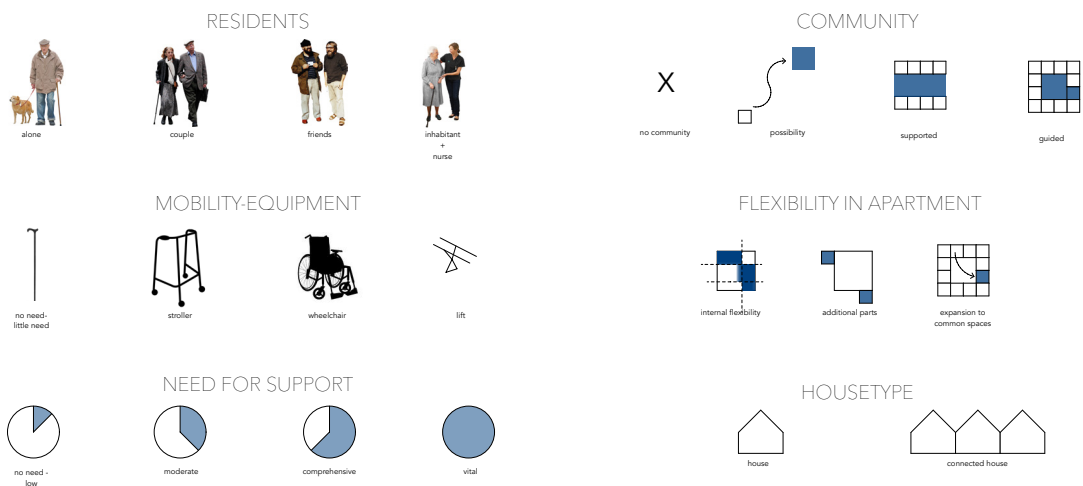 RESIDENTS
alone
couple
friends
inhabitant
+
nurse
COMMUNITY
X
no community
possibility
supported
guided
MOBILITY-EQUIPMENT
no need-
little need
stroller
wheelchair
lift
FLEXIBILITY IN APARTMENT
internal flexibility
additional parts
expansion to
common spaces
NEED FOR SUPPORT
no need -
low
moderate
comprehensive
vital
HOUSETYPE
house
connected house